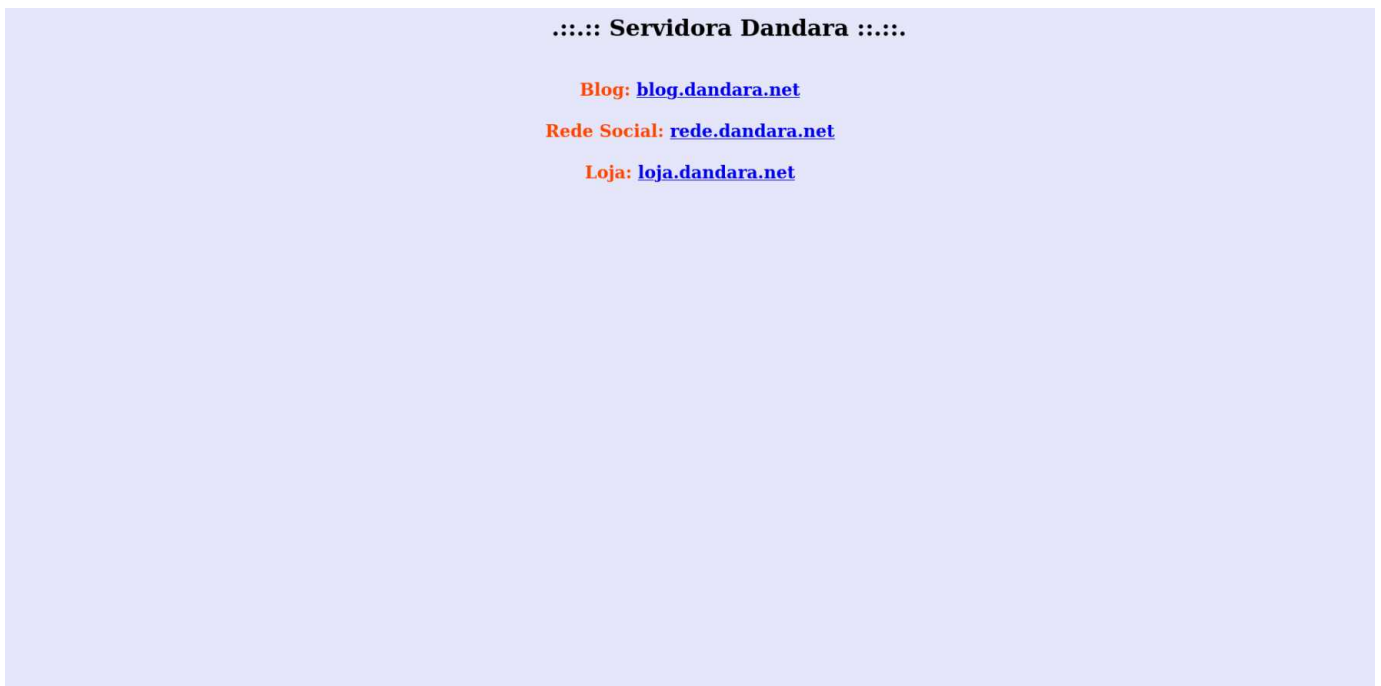 .::.:: Servidora Dandara ::.::.
Blog: blog.dandara.net
Rede Social: rede.dandara.net
Loja: loja.dandara.net